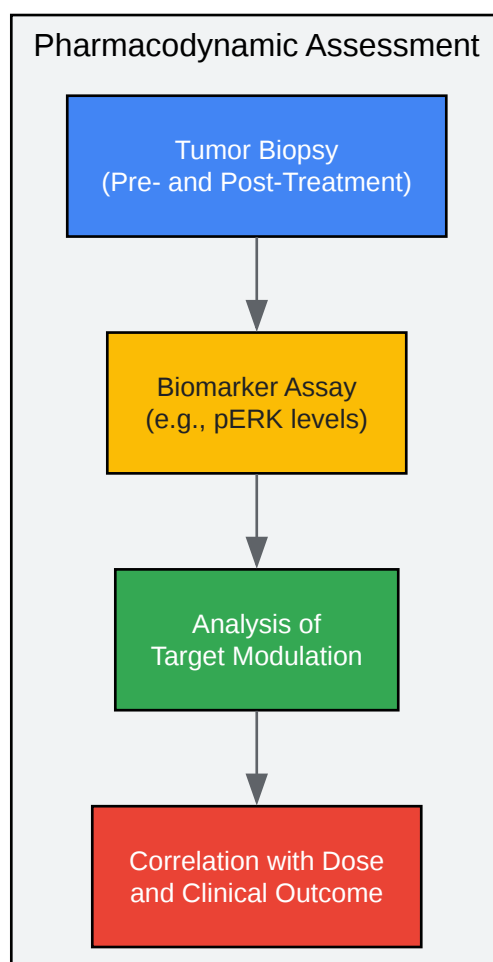 Pharmacodynamic Assessment
Tumor Biopsy
(Pre- and Post-Treatment)
Biomarker Assay
(e.g., pERK levels)
Analysis of
Target Modulation
Correlation with Dose
and Clinical Outcome